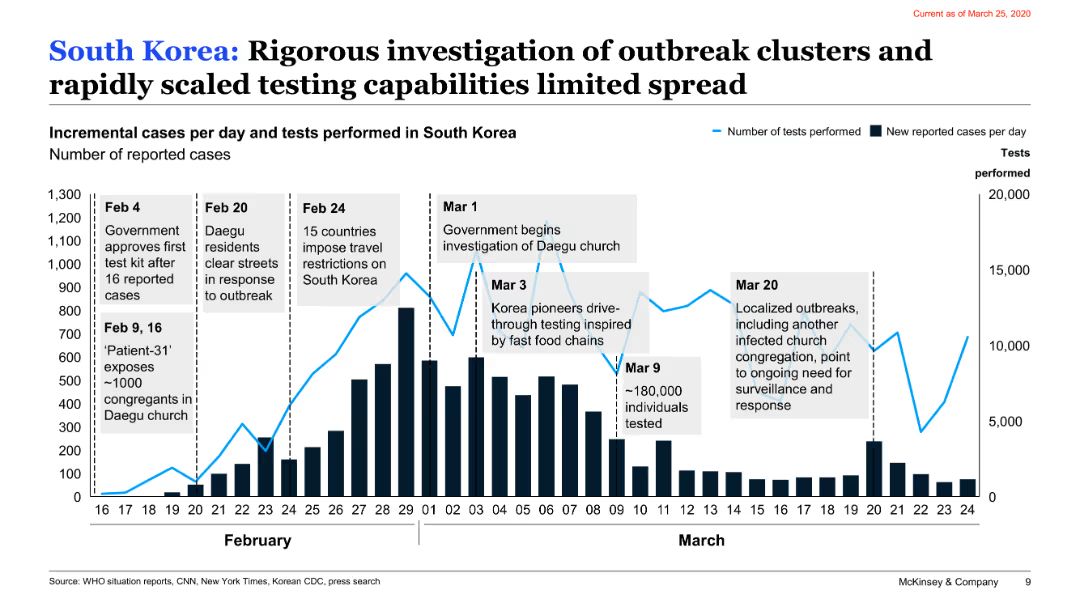 Current as of March 25, 2020
South Korea: Rigorous investigation of outbreak clusters and
rapidly scaled testing capabilities limited spread
Incremental cases per day and tests performed in South Korea
Number of reported cases
Number of tests performed
New reported cases per day
Tests
performed
1,300
1,200
1,100
1,000
900
800
700
600
500
400
300
200
100
0
20,000
15,000
10,000
5,000
0
Feb 4
Government
approves first
test kit after
16 reported
cases
Feb 9, 16
‘Patient-31’
exposes
~1000
congregants in
Daegu church
Feb 20
Daegu
residents
clear streets
in response
to outbreak
Feb 24
15 countries
impose travel
restrictions on
South Korea
Mar 1
Government begins
investigation of Daegu church
Mar 3
Korea pioneers drive-
through testing inspired
by fast food chains
Mar 9
~180,000
individuals
tested
Mar 20
Localized outbreaks,
including another
infected church
congregation, point
to ongoing need for
surveillance and
response
16 17 18 19 20 21 22 23 24 25 26 27 28 29 01 02 03 04 05 06 07 08 09 10 11 12 13 14 15 16 17 18 19 20 21 22 23 24
February
March
Source: WHO situation reports, CNN, New York Times, Korean CDC, press search
McKinsey & Company 9